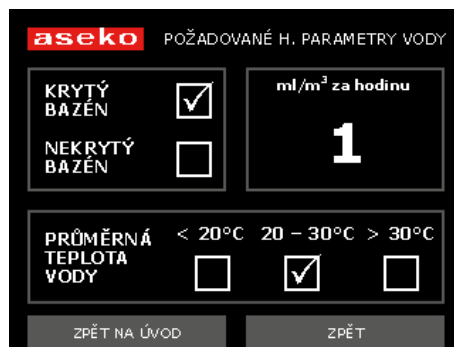 aseko POŽADOVANÉ H. PARAMETRY VODY
KRYTÝ
BAZÉN
NEKRYTÝ
BAZÉN
ml/m³ za hodinu
1
PRŮMĚRNÁ
TEPLOTA
VODY
< 20°C 20 – 30°C > 30°C
ZPĚT NA ÚVOD ZPĚT